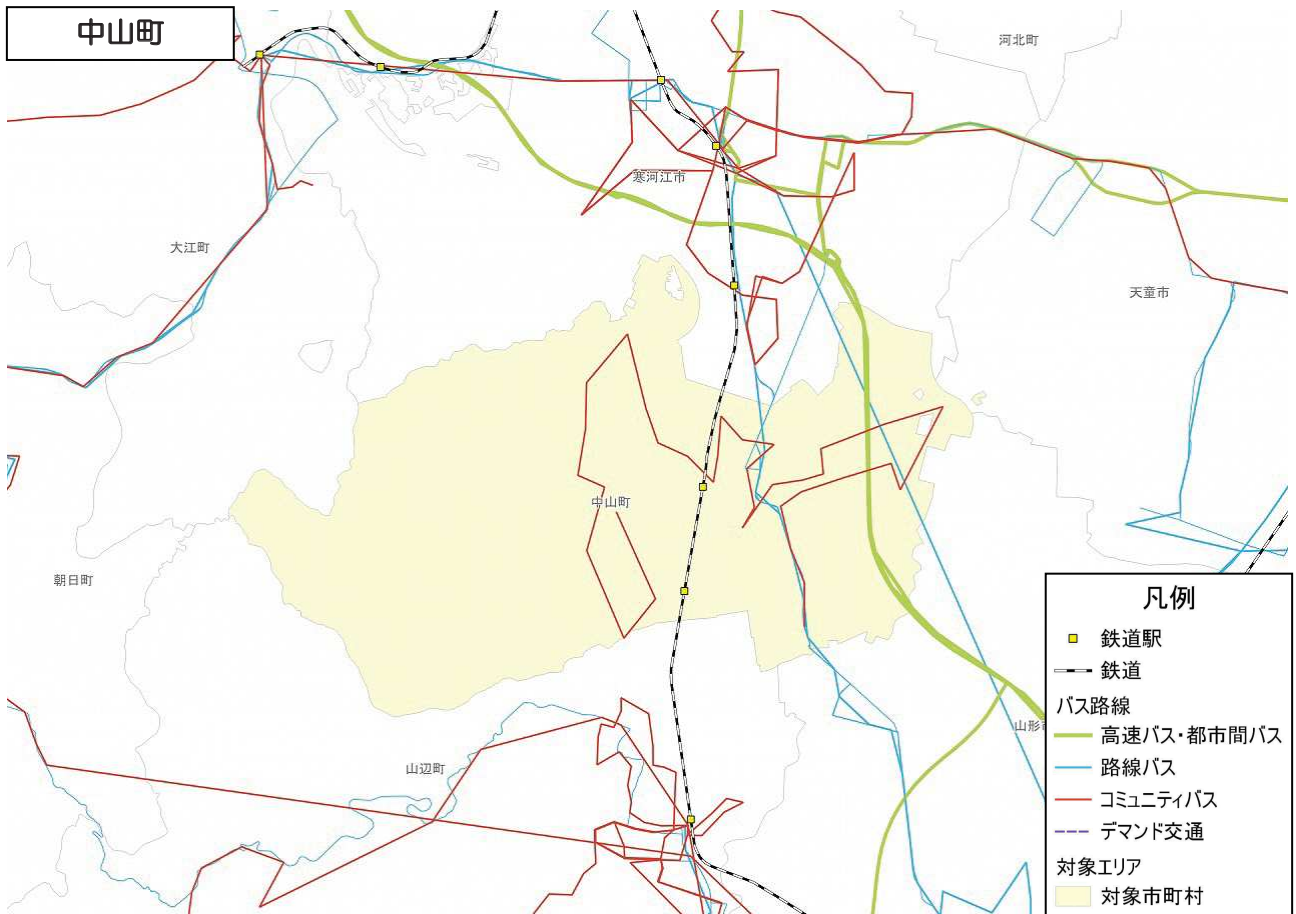 中山町
河北町
寒河江市
大江町
天童市
中山町
朝日町
山形
山辺町
凡例
鉄道駅
鉄道
バス路線
高速バス・都市間バス
路線バス
コミュニティバス
デマンド交通
対象エリア
対象市町村